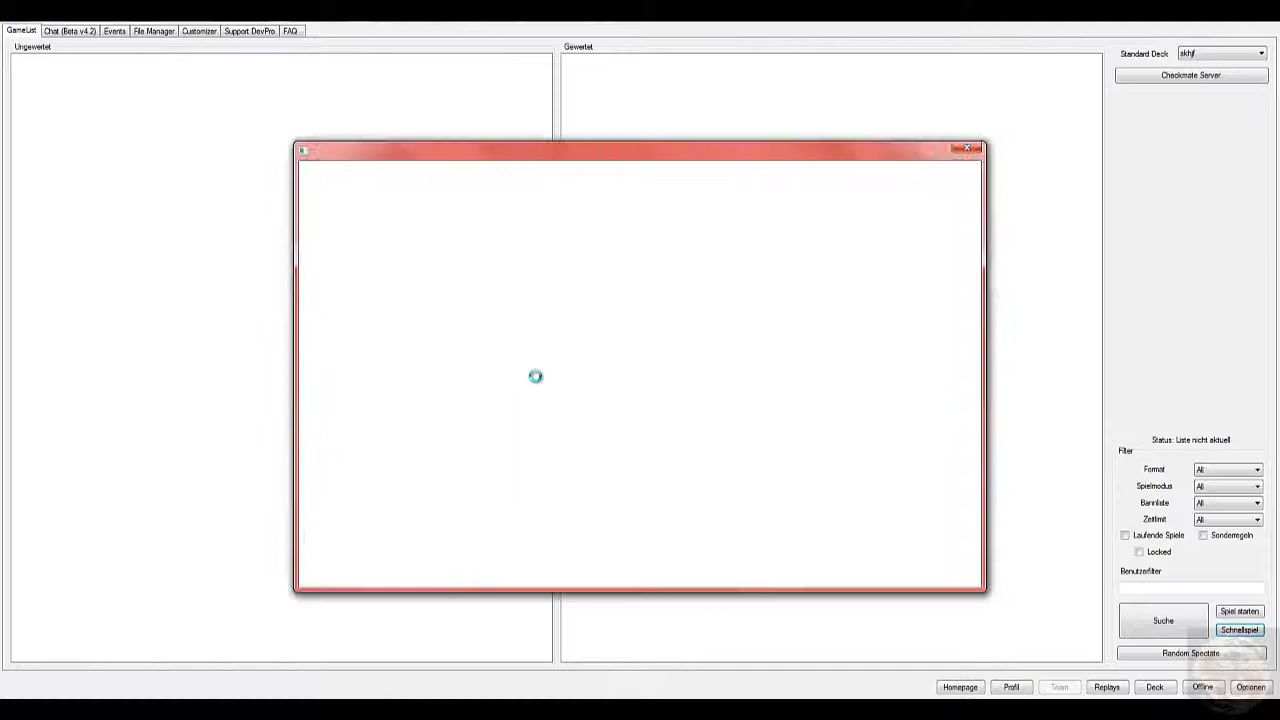 GameList Chat (Beta v4.2) Events File Manager Customizer Support DevPro FAQ
Ungewertet
Gewertet
Standard Deck skhjf
Checkmate Server
Status: Liste nicht aktuell
Filter
Format All
Spielmodus All
Bannliste All
Zeitlimit All
Laufende Spiele Sonderregeln
Locked
Benutzerfilter
Suche
Spiel starten
Schnellspiel
Random Spectate
Homepage Profil Team Replays Deck Offline Optionen